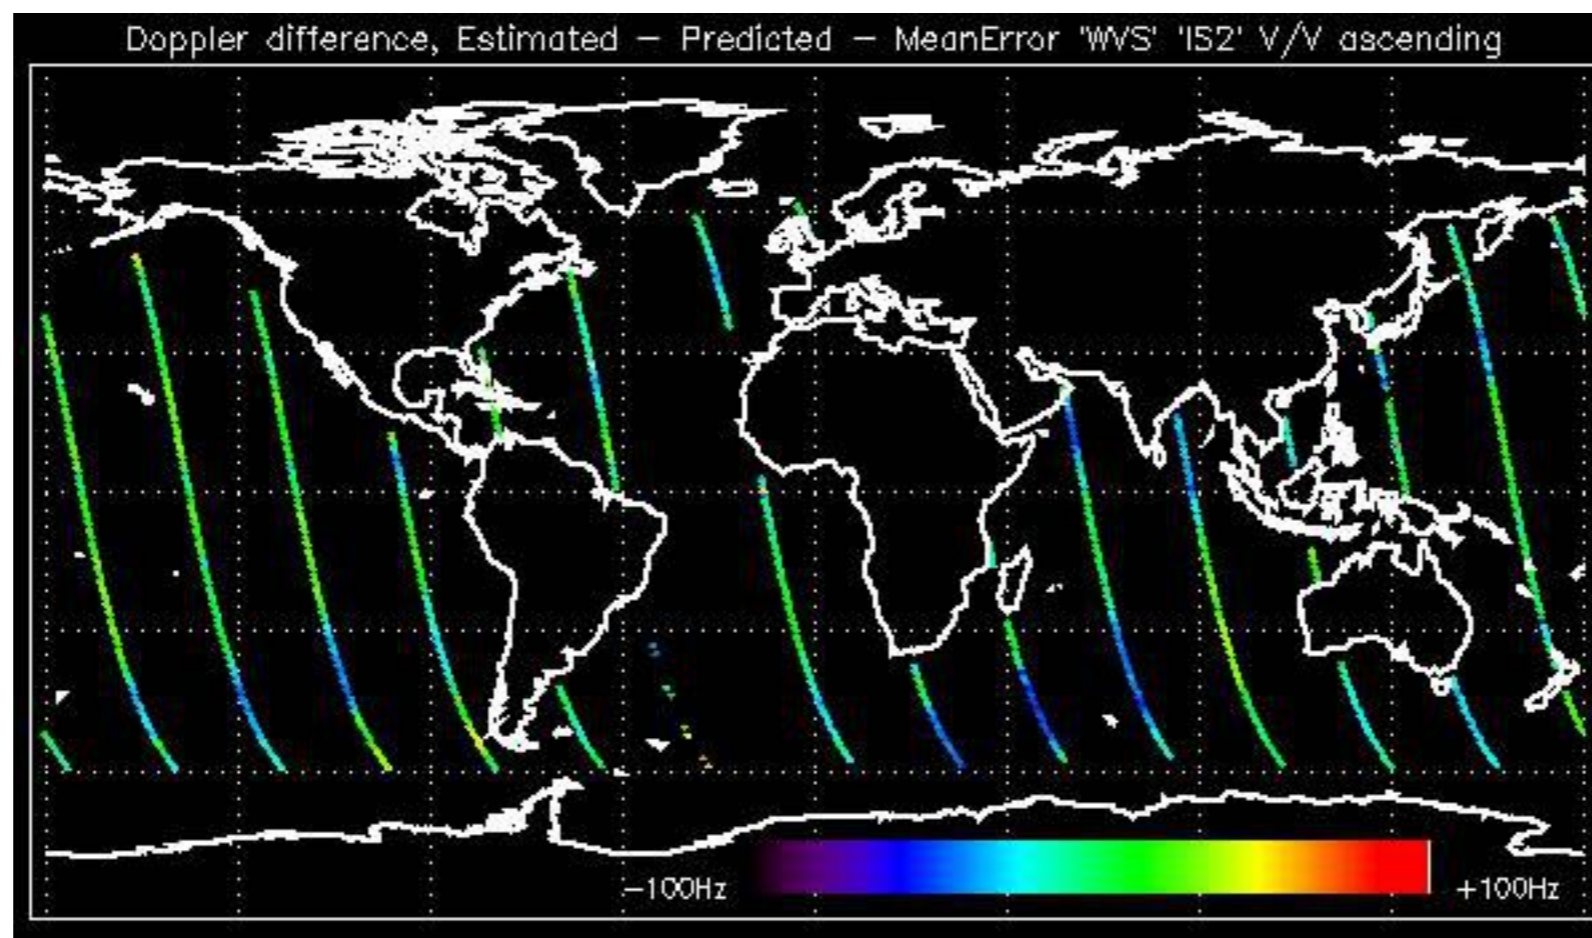 Doppler difference, Estimated – Predicted – MeanError 'WVS' 'IS2' V/V ascending
–100Hz +100Hz